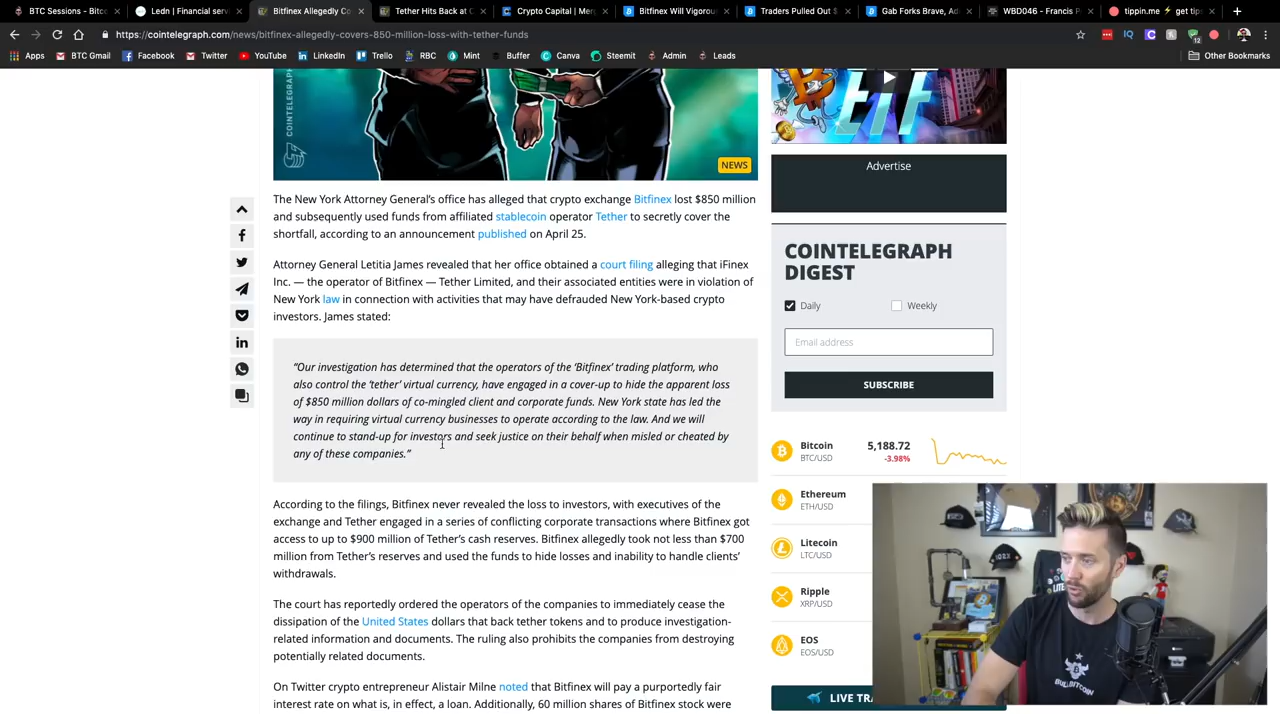 BTC Sessions -
Ledn | Financial serv
Bitfinex Allegedly Co
Tether Hits Back at C
Crypto Capital | Mer
Bitfinex Will Vigorou
Traders Pulled Out $
Gab Forks Brave, Ad
WBD046 - Francis P
tippin.me ⚡ get tip
https://cointelegraph.com/news/bitfinex-allegedly-covers-850-million-loss-with-tether-funds
Apps
BTC Gmail
Facebook
Twitter
YouTube
LinkedIn
Trello
RBC
Mint
Buffer
Canva
Steemit
Admin
Leads
Other Bookmarks
COINTELEGRAPH
NEWS
The New York Attorney General's office has alleged that crypto exchange Bitfinex lost $850 million
and subsequently used funds from affiliated stablecoin operator Tether to secretly cover the
shortfall, according to an announcement published on April 25.
Attorney General Letitia James revealed that her office obtained a court filing alleging that iFinex
Inc. — the operator of Bitfinex — Tether Limited, and their associated entities were in violation of
New York law in connection with activities that may have defrauded New York-based crypto
investors. James stated:
"Our investigation has determined that the operators of the 'Bitfinex' trading platform, who
also control the 'tether' virtual currency, have engaged in a cover-up to hide the apparent loss
of $850 million dollars of co-mingled client and corporate funds. New York state has led the
way in requiring virtual currency businesses to operate according to the law. And we will
continue to stand-up for investors and seek justice on their behalf when misled or cheated by
any of these companies."
According to the filings, Bitfinex never revealed the loss to investors, with executives of the
exchange and Tether engaged in a series of conflicting corporate transactions where Bitfinex got
access to up to $900 million of Tether's cash reserves. Bitfinex allegedly took not less than $700
million from Tether's reserves and used the funds to hide losses and inability to handle clients'
withdrawals.
The court has reportedly ordered the operators of the companies to immediately cease the
dissipation of the United States dollars that back tether tokens and to produce investigation-
related information and documents. The ruling also prohibits the companies from destroying
potentially related documents.
On Twitter crypto entrepreneur Alistair Milne noted that Bitfinex will pay a purportedly fair
interest rate on what is, in effect, a loan. Additionally, 60 million shares of Bitfinex stock were
Advertise
COINTELEGRAPH
DIGEST
Daily
Weekly
Email address
SUBSCRIBE
Bitcoin
BTC/USD
5,188.72
-3.98%
Ethereum
ETH/USD
Litecoin
LTC/USD
Ripple
XRP/USD
EOS
EOS/USD
LIVE TRA
BULLBITCOIN